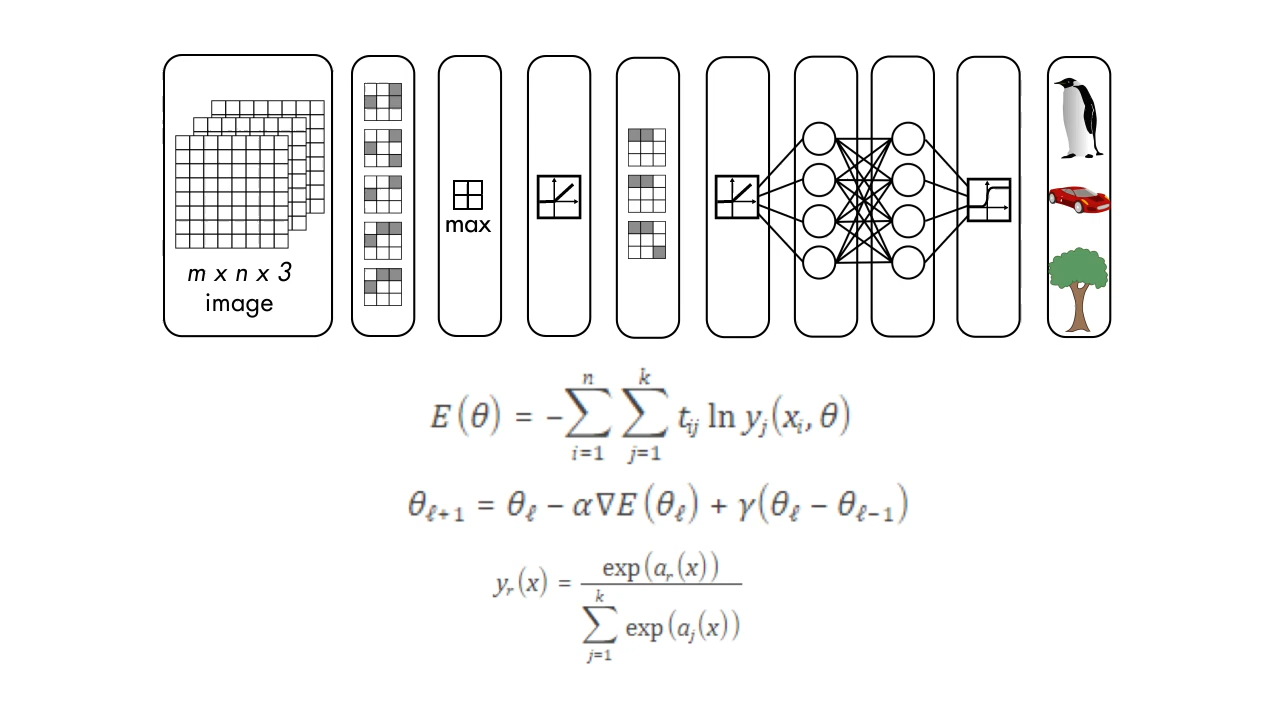 m x n x 3
image
max
E(θ) = −∑_{i=1}^{n} ∑_{j=1}^{k} t_{ij} ln y_j(x_i, θ)
θ_{ℓ+1} = θ_ℓ − α∇E(θ_ℓ) + γ(θ_ℓ − θ_{ℓ−1})
y_r(x) = exp(a_r(x)) / ∑_{j=1}^{k} exp(a_j(x))